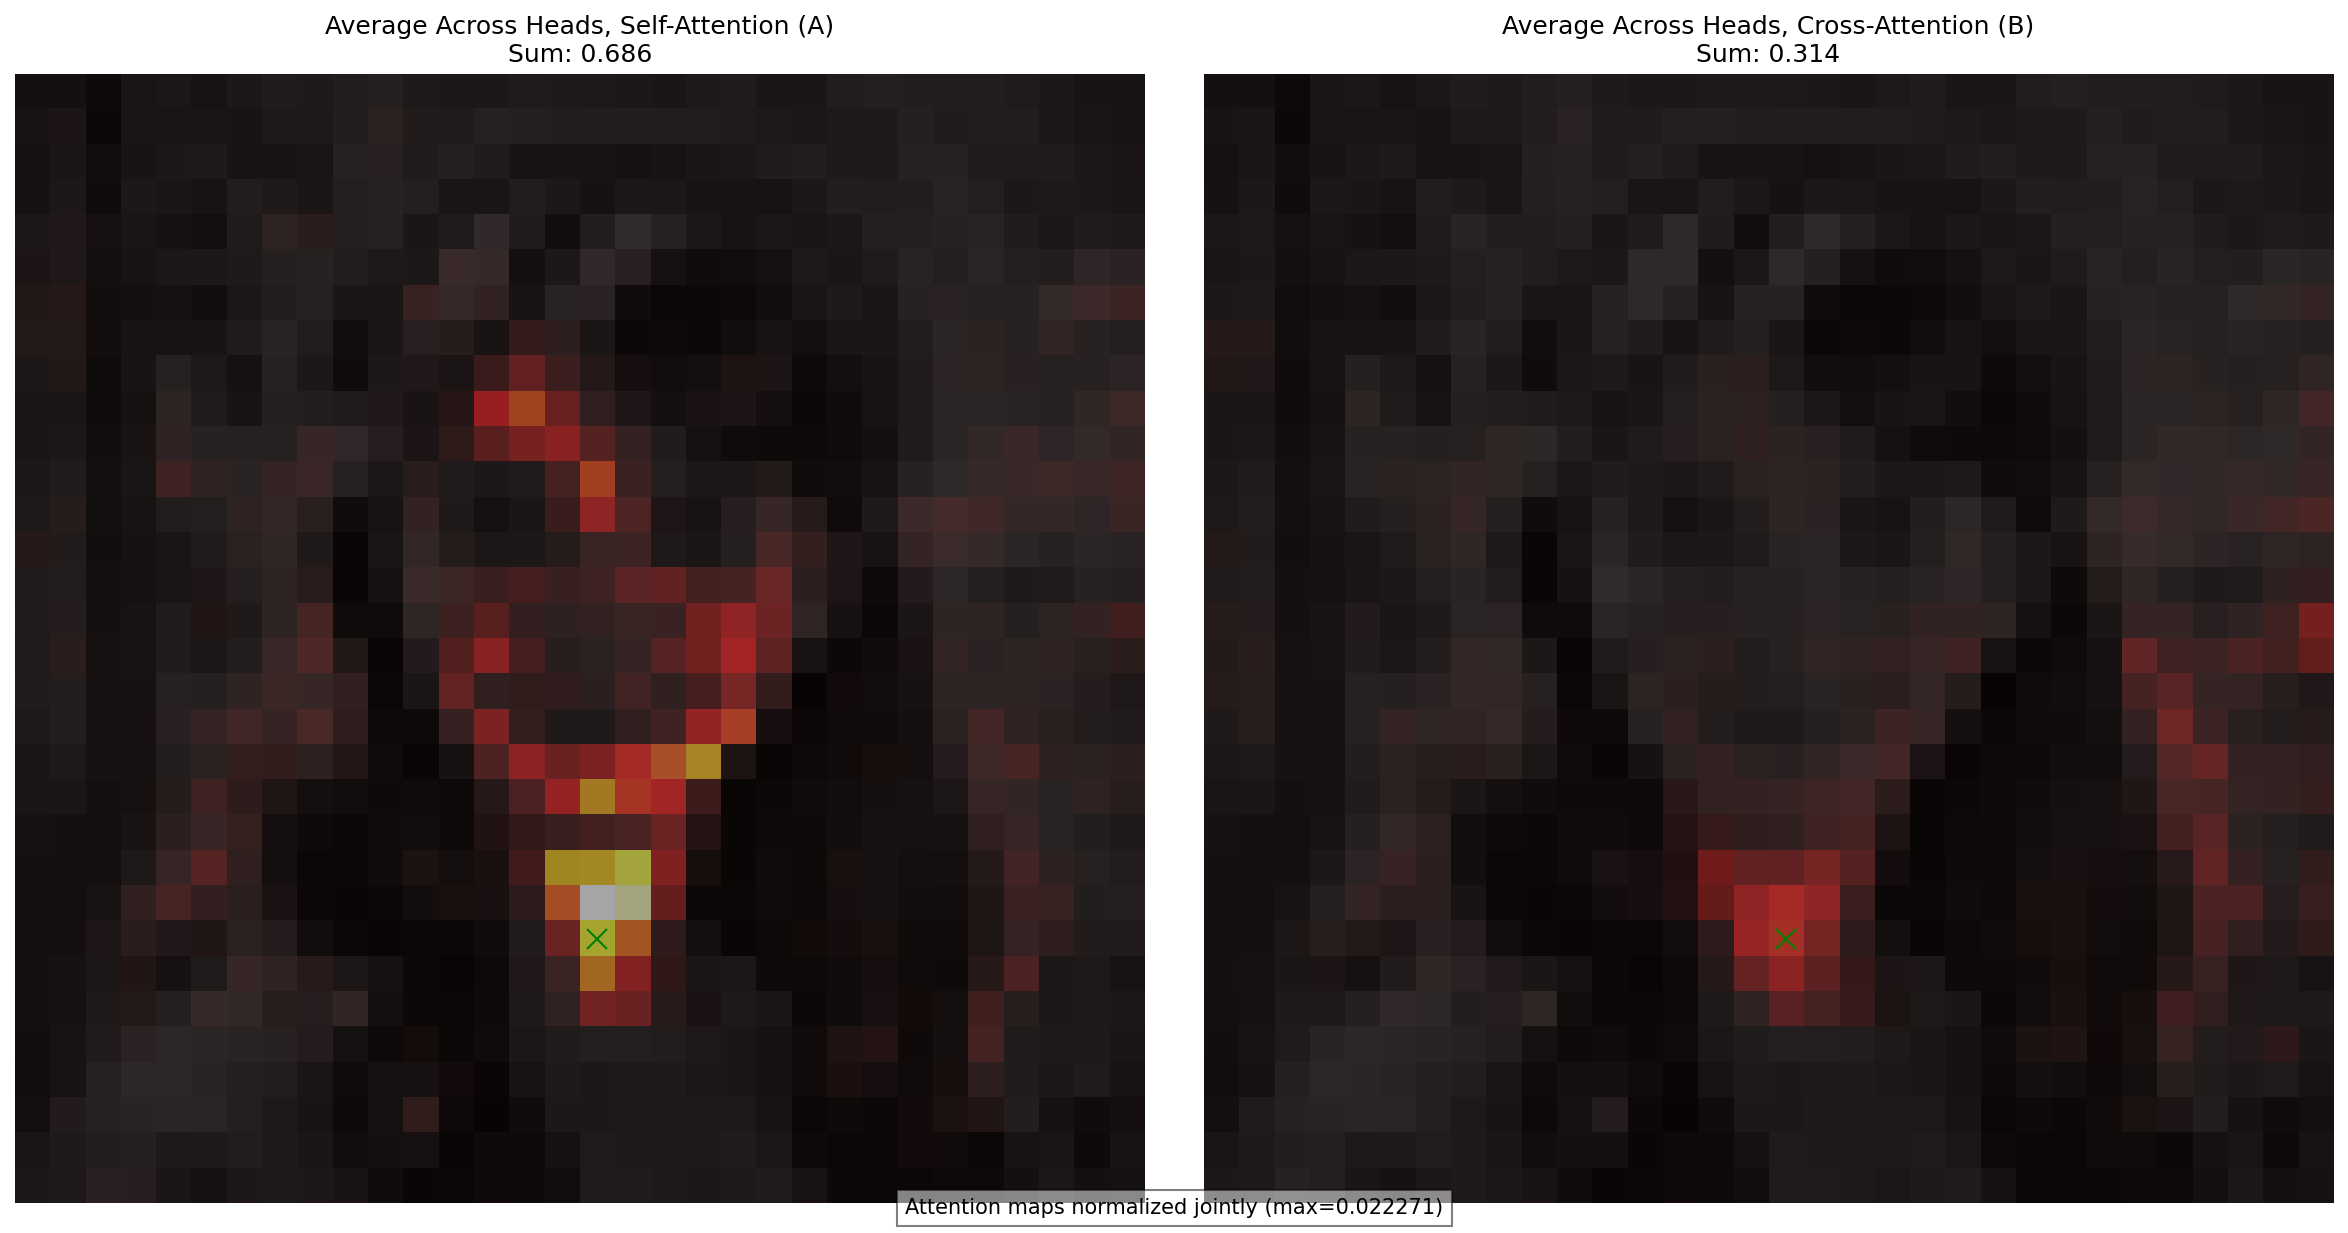 Average Across Heads, Self-Attention (A)
Sum: 0.686
Average Across Heads, Cross-Attention (B)
Sum: 0.314
Attention maps normalized jointly (max=0.022271)